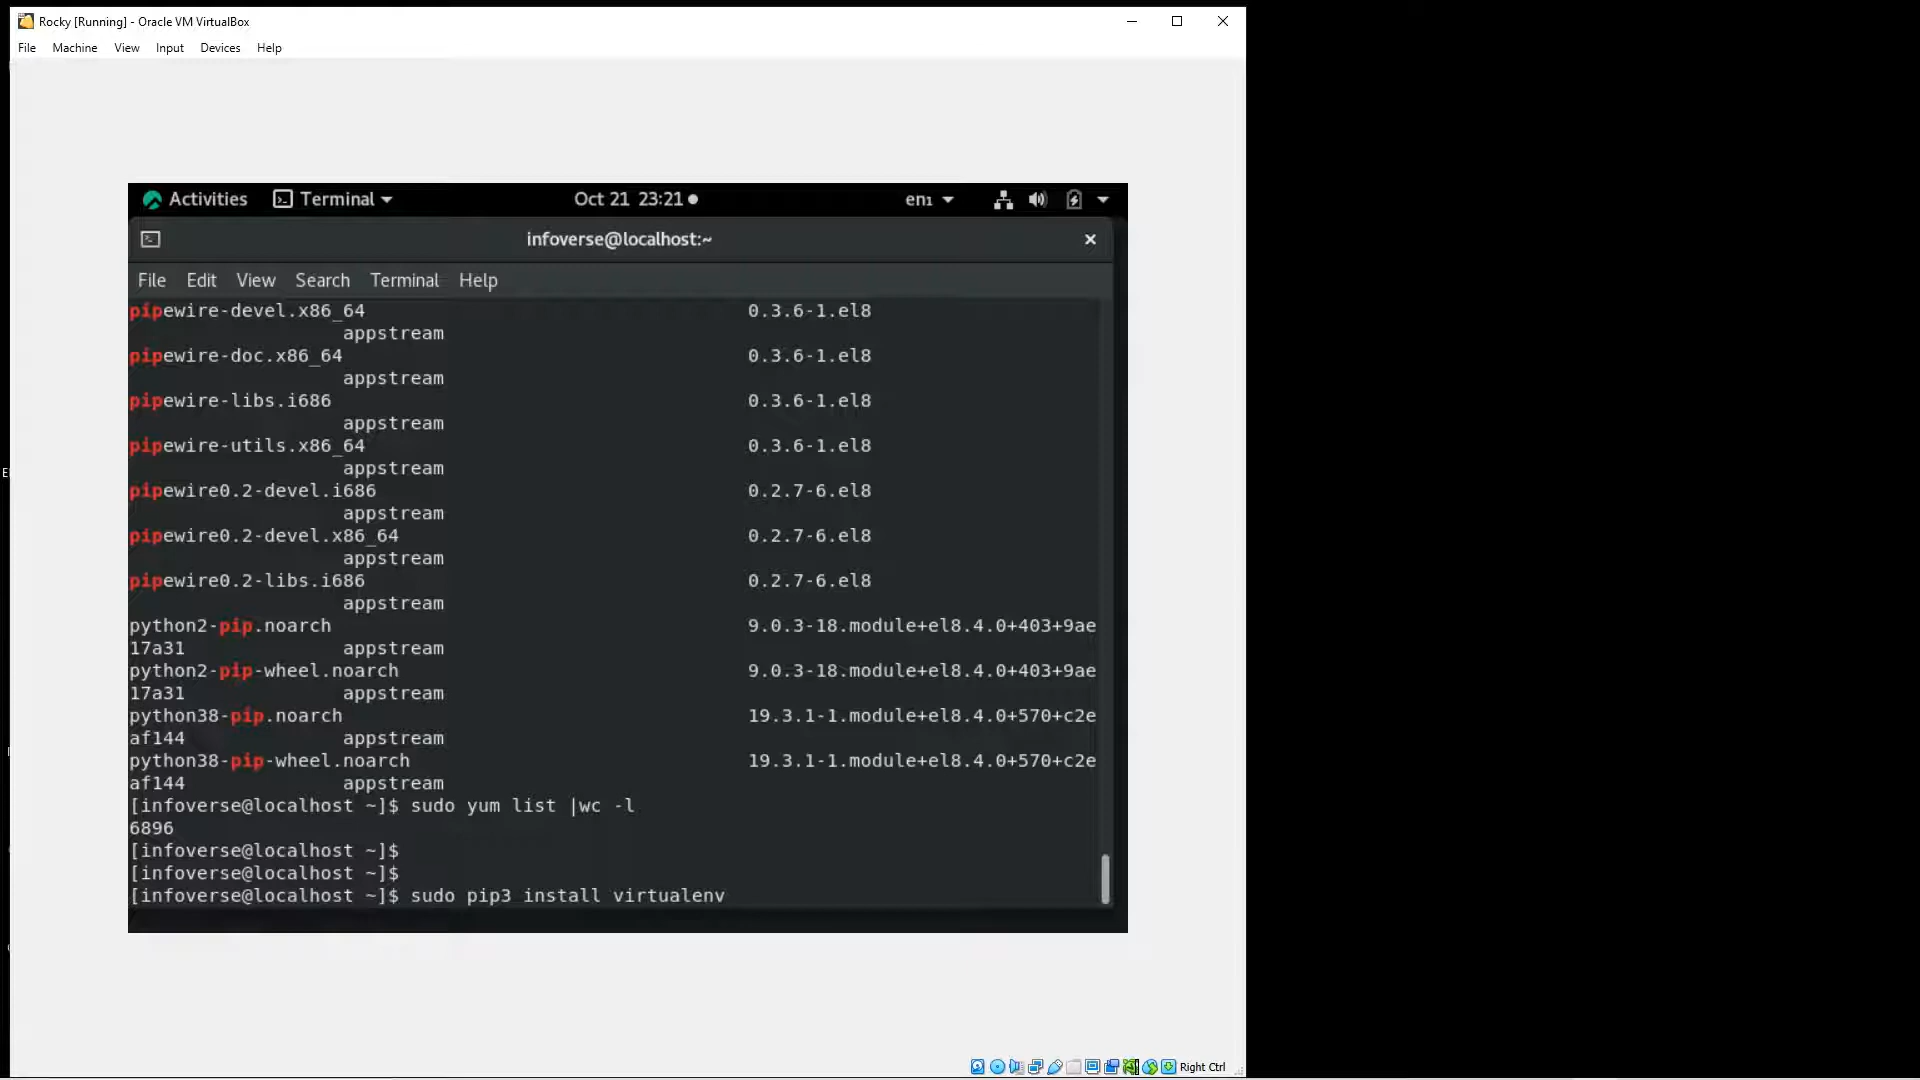 Rocky [Running] - Oracle VM VirtualBox
File Machine View Input Devices Help
Activities Terminal Oct 21 23:21 en1
infoverse@localhost:~
File Edit View Search Terminal Help
pipewire-devel.x86_64 0.3.6-1.el8
appstream
pipewire-doc.x86_64 0.3.6-1.el8
appstream
pipewire-libs.i686 0.3.6-1.el8
appstream
pipewire-utils.x86_64 0.3.6-1.el8
appstream
pipewire0.2-devel.i686 0.2.7-6.el8
appstream
pipewire0.2-devel.x86_64 0.2.7-6.el8
appstream
pipewire0.2-libs.i686 0.2.7-6.el8
appstream
python2-pip.noarch 9.0.3-18.module+el8.4.0+403+9ae
17a31 appstream
python2-pip-wheel.noarch 9.0.3-18.module+el8.4.0+403+9ae
17a31 appstream
python38-pip.noarch 19.3.1-1.module+el8.4.0+570+c2e
af144 appstream
python38-pip-wheel.noarch 19.3.1-1.module+el8.4.0+570+c2e
af144 appstream
[infoverse@localhost ~]$ sudo yum list |wc -l
6896
[infoverse@localhost ~]$
[infoverse@localhost ~]$
[infoverse@localhost ~]$ sudo pip3 install virtualenv
Right Ctrl